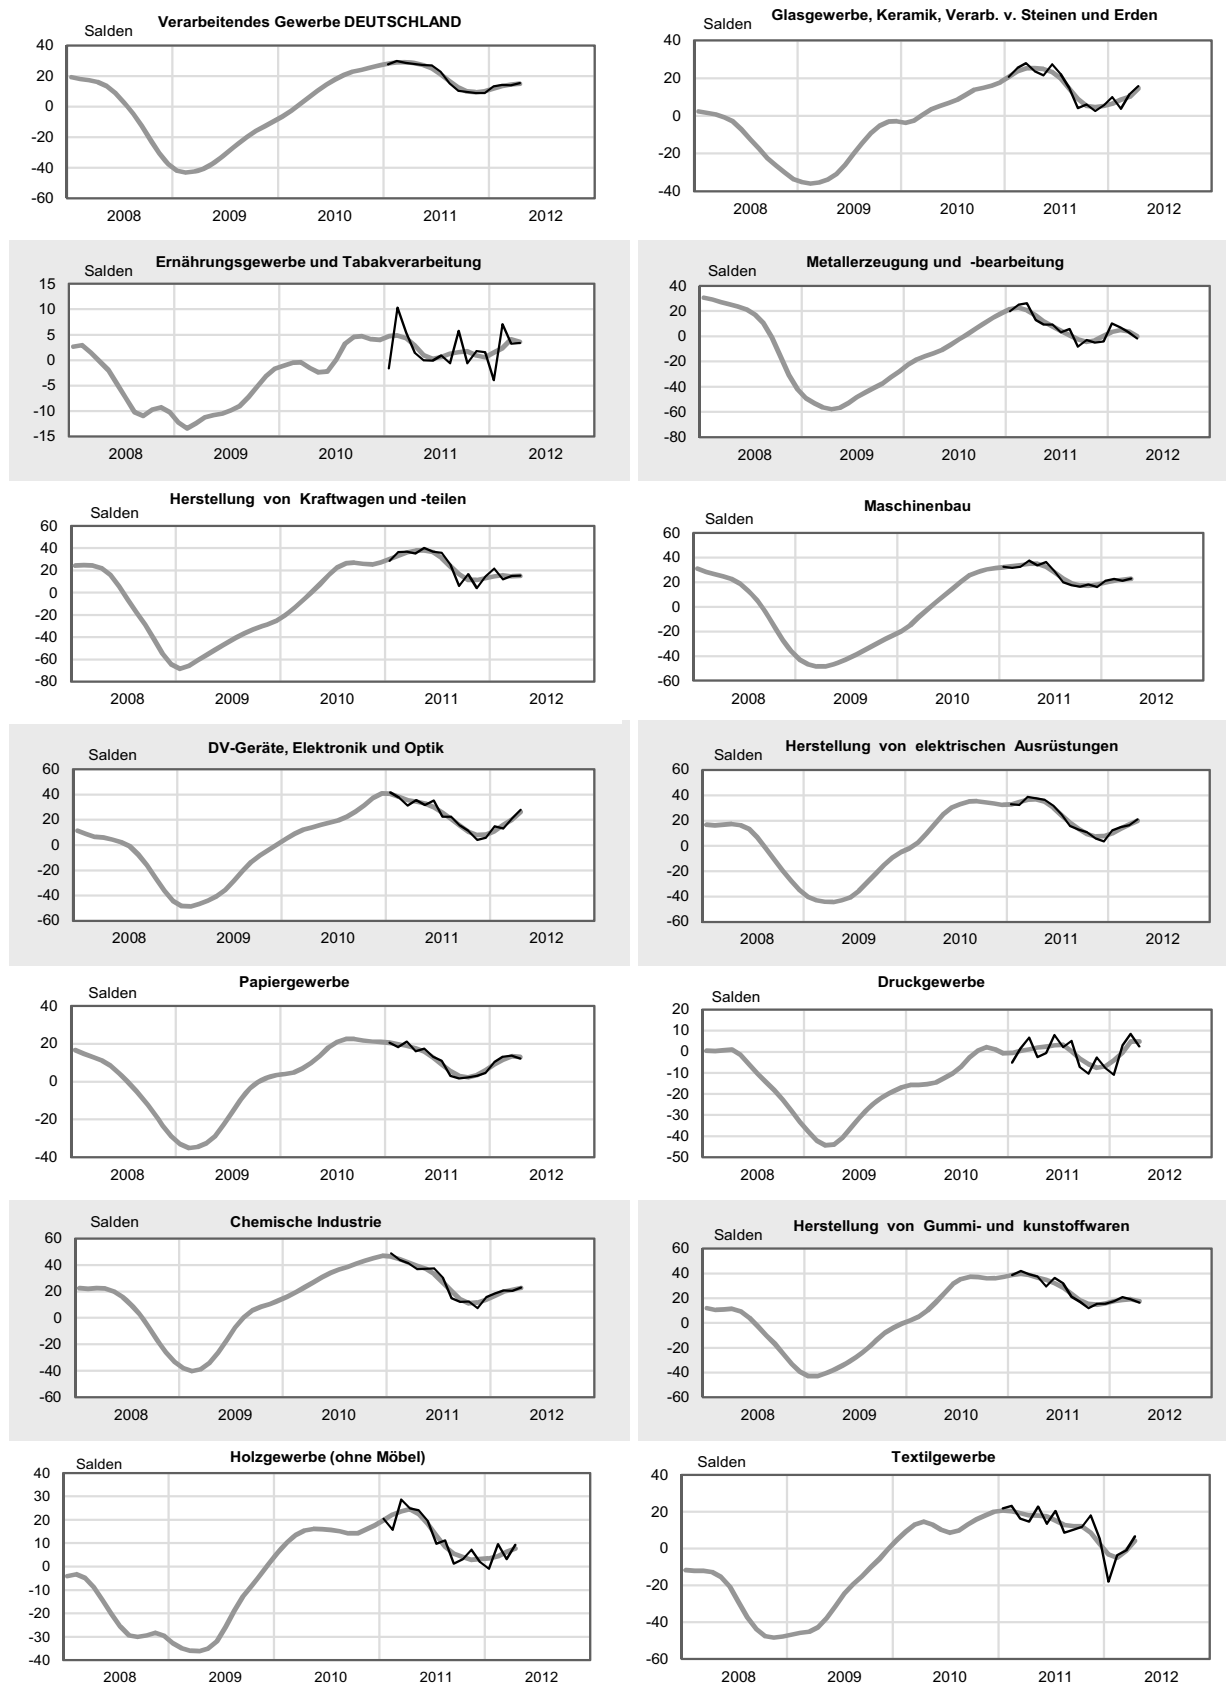 Verarbeitendes Gewerbe DEUTSCHLAND
Salden
40
20
0
-20
-40
-60
2008 2009 2010 2011 2012
Glasgewerbe, Keramik, Verarb. v. Steinen und Erden
Salden
40
20
0
-20
-40
2008 2009 2010 2011 2012
Ernährungsgewerbe und Tabakverarbeitung
Salden
15
10
5
0
-5
-10
-15
2008 2009 2010 2011 2012
Metallerzeugung und -bearbeitung
Salden
40
20
0
-20
-40
-60
-80
2008 2009 2010 2011 2012
Herstellung von Kraftwagen und -teilen
Salden
60
40
20
0
-20
-40
-60
-80
2008 2009 2010 2011 2012
Maschinenbau
Salden
60
40
20
0
-20
-40
-60
2008 2009 2010 2011 2012
DV-Geräte, Elektronik und Optik
Salden
60
40
20
0
-20
-40
-60
2008 2009 2010 2011 2012
Herstellung von elektrischen Ausrüstungen
Salden
60
40
20
0
-20
-40
-60
2008 2009 2010 2011 2012
Papiergewerbe
Salden
40
20
0
-20
-40
2008 2009 2010 2011 2012
Druckgewerbe
Salden
20
10
0
-10
-20
-30
-40
-50
2008 2009 2010 2011 2012
Chemische Industrie
Salden
60
40
20
0
-20
-40
-60
2008 2009 2010 2011 2012
Herstellung von Gummi- und kunstoffwaren
Salden
60
40
20
0
-20
-40
-60
2008 2009 2010 2011 2012
Holzgewerbe (ohne Möbel)
Salden
40
30
20
10
0
-10
-20
-30
-40
2008 2009 2010 2011 2012
Textilgewerbe
Salden
40
20
0
-20
-40
-60
2008 2009 2010 2011 2012